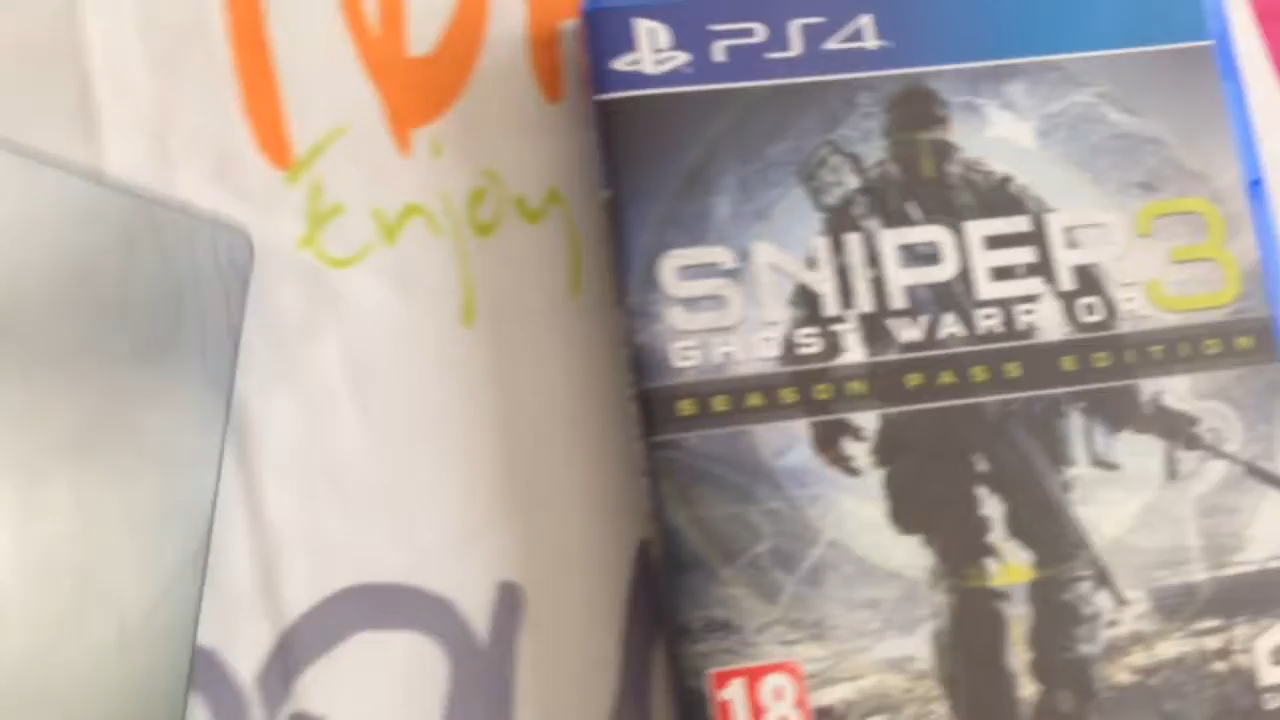 Enjoy
PS4
SNIPER 3
GHOST WARRIOR
SEASON PASS EDITION
18